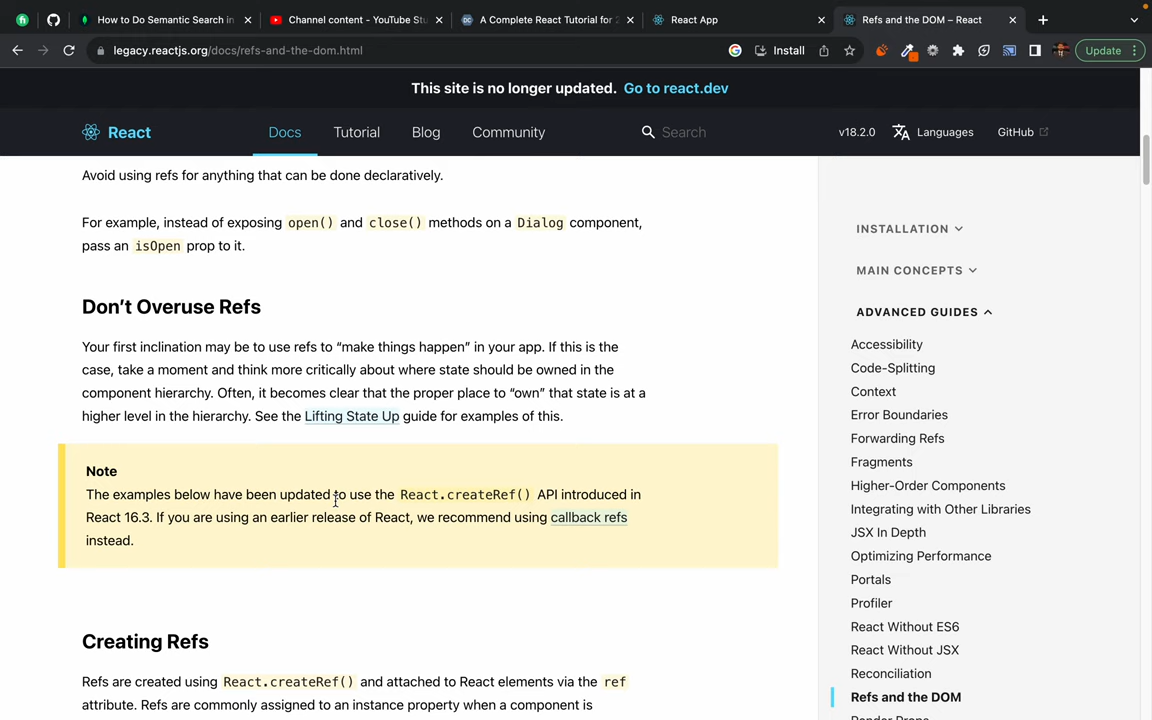 How to Do Semantic Search in
Channel content - YouTube Stu
A Complete React Tutorial for 2
React App
Refs and the DOM – React
legacy.reactjs.org/docs/refs-and-the-dom.html
Install
Update
This site is no longer updated. Go to react.dev
React
Docs
Tutorial
Blog
Community
Search
v18.2.0
Languages
GitHub
Avoid using refs for anything that can be done declaratively.
For example, instead of exposing open() and close() methods on a Dialog component,
pass an isOpen prop to it.
Don’t Overuse Refs
Your first inclination may be to use refs to “make things happen” in your app. If this is the
case, take a moment and think more critically about where state should be owned in the
component hierarchy. Often, it becomes clear that the proper place to “own” that state is at a
higher level in the hierarchy. See the Lifting State Up guide for examples of this.
Note
The examples below have been updated to use the React.createRef() API introduced in
React 16.3. If you are using an earlier release of React, we recommend using callback refs
instead.
Creating Refs
Refs are created using React.createRef() and attached to React elements via the ref
attribute. Refs are commonly assigned to an instance property when a component is
INSTALLATION
MAIN CONCEPTS
ADVANCED GUIDES
Accessibility
Code-Splitting
Context
Error Boundaries
Forwarding Refs
Fragments
Higher-Order Components
Integrating with Other Libraries
JSX In Depth
Optimizing Performance
Portals
Profiler
React Without ES6
React Without JSX
Reconciliation
Refs and the DOM
Render Props